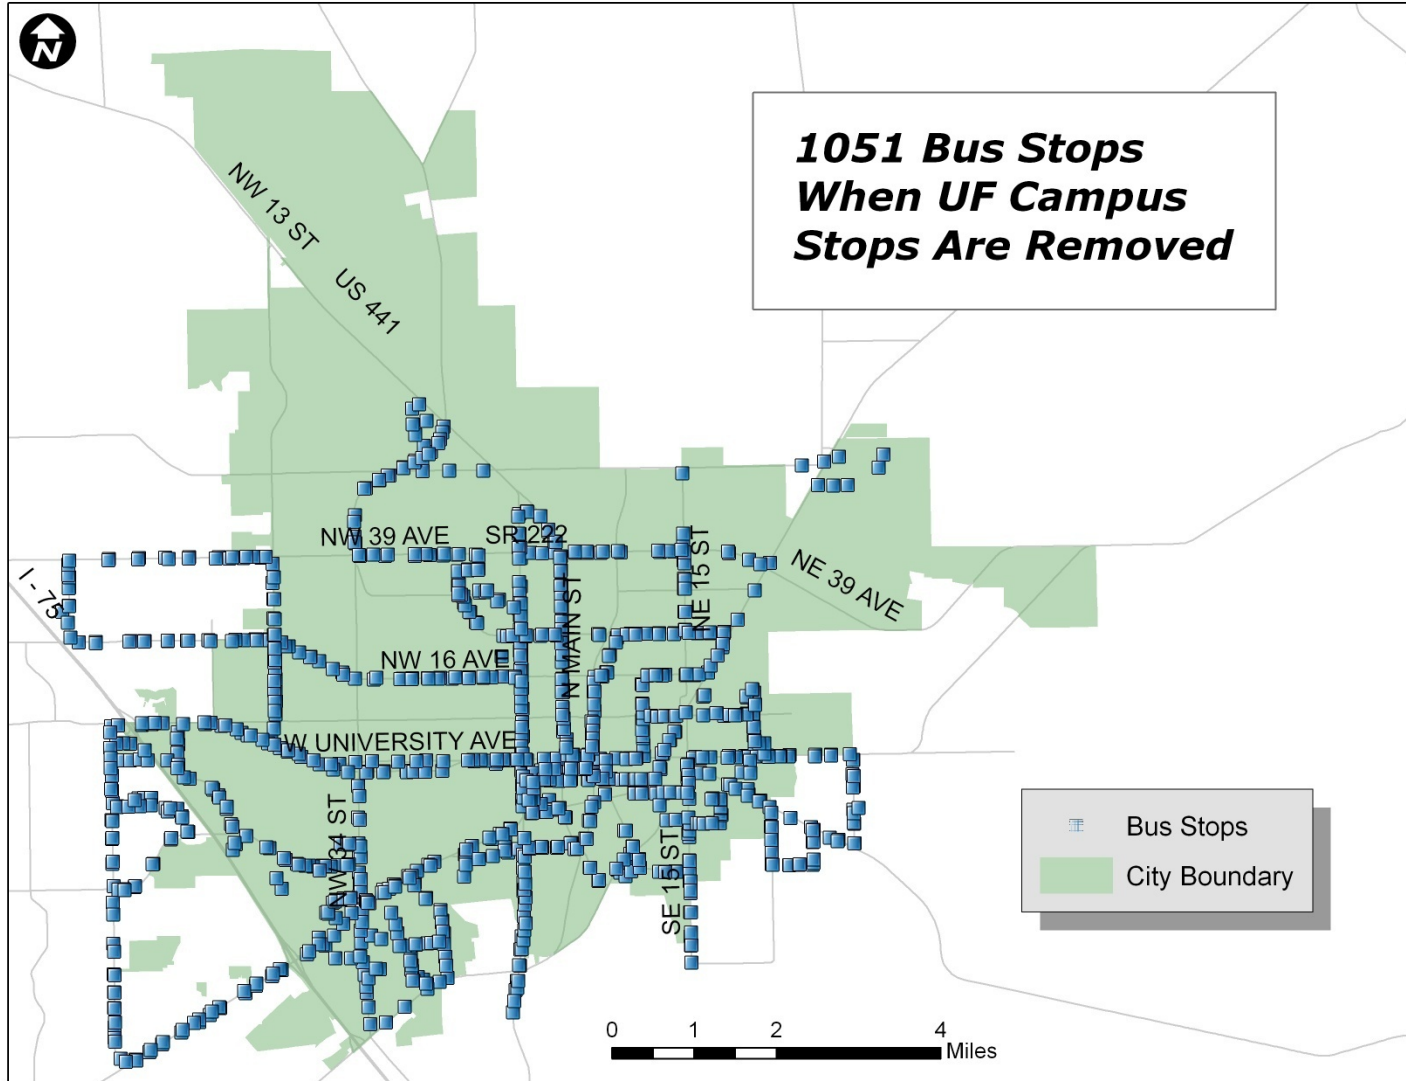 N
1051 Bus Stops
When UF Campus
Stops Are Removed
NW 13 ST
US 441
NW 39 AVE
SR 222
NE 15 ST
NE 39 AVE
I - 75
N MAIN ST
NW 16 AVE
W UNIVERSITY AVE
NW 34 ST
SE 15 ST
Bus Stops
City Boundary
0 1 2 4
Miles